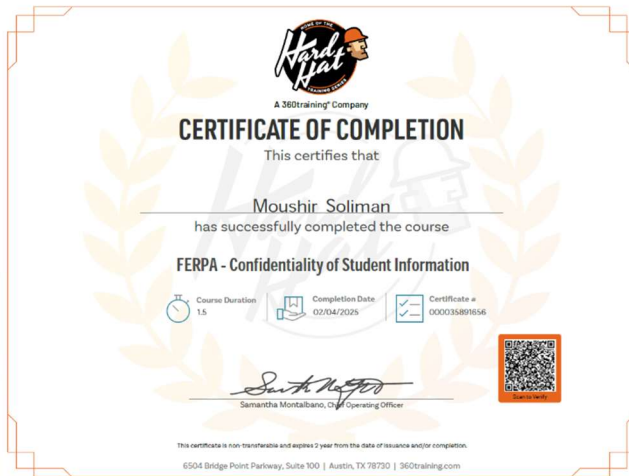 HOME OF THE
Hard Hat
TRAINING SERIES
A 360training® Company
CERTIFICATE OF COMPLETION
This certifies that
Moushir Soliman
has successfully completed the course
FERPA - Confidentiality of Student Information
Course Duration
1.5
Completion Date
02/04/2025
Certificate #
000035891656
Scan to Verify
Samantha Montalbano, Chief Operating Officer
This certificate is non-transferable and expires 2 year from the date of issuance and/or completion.
6504 Bridge Point Parkway, Suite 100 | Austin, TX 78730 | 360training.com